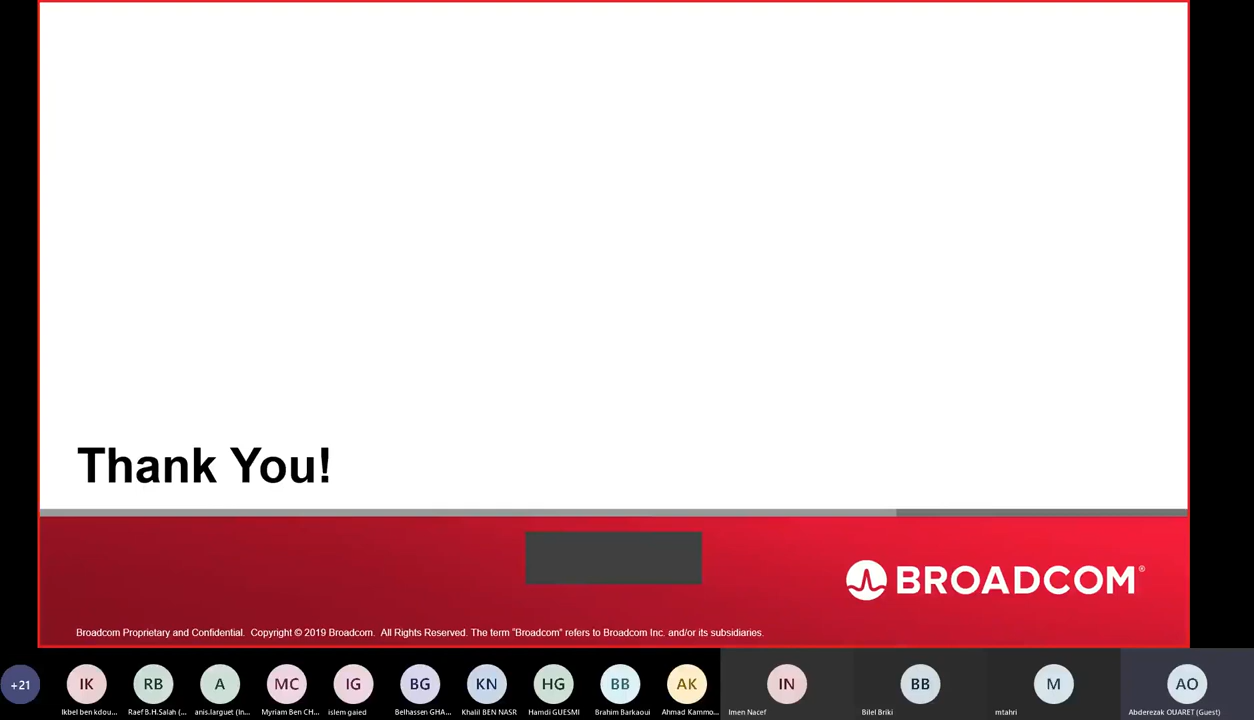 Thank You!
BROADCOM®
Broadcom Proprietary and Confidential. Copyright © 2019 Broadcom. All Rights Reserved. The term “Broadcom” refers to Broadcom Inc. and/or its subsidiaries.
+21 IK RB A MC IG BG KN HG BB AK IN BB M AO
Ikbel ben kdou... Raef B.H.Salah (... anis.larguet (In... Myriam Ben CH... islem gaied Belhassen GHA... Khalil BEN NASR Hamdi GUESMI Brahim Barkaoui Ahmad Kammo... Imen Nacef Bilel Briki mtahri Abderezak OUARET (Guest)